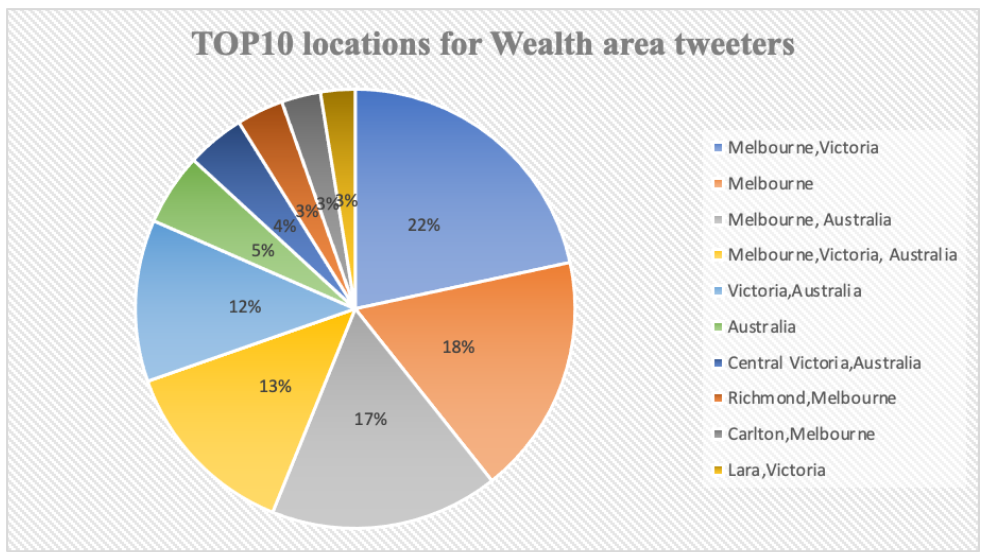 TOP10 locations for Wealth area tweeters
22%
18%
17%
13%
12%
5%
4%
3%
3%
3%
Melbourne,Victoria
Melbourne
Melbourne, Australia
Melbourne,Victoria, Australia
Victoria,Australia
Australia
Central Victoria,Australia
Richmond,Melbourne
Carlton,Melbourne
Lara,Victoria